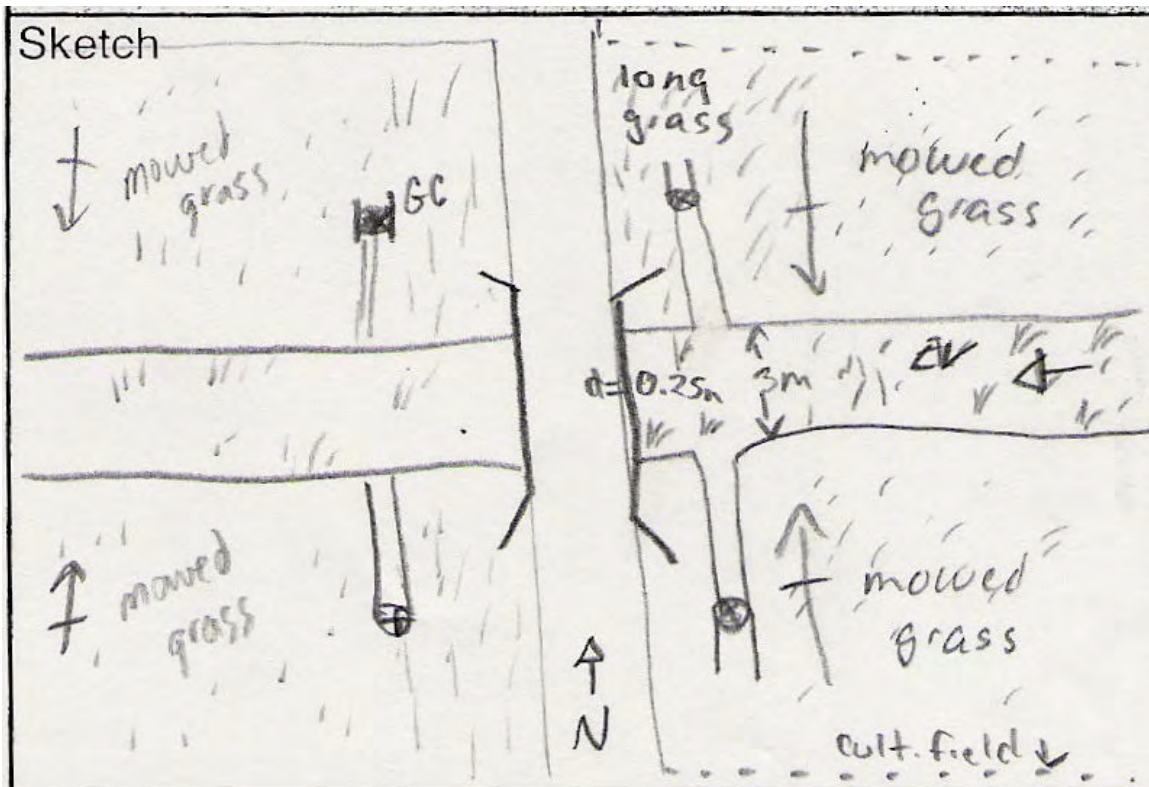 Sketch
long
grass
mowed
grass
GC
mowed
grass
d=0.25m
3m
mowed
grass
mowed
grass
N
cult. field